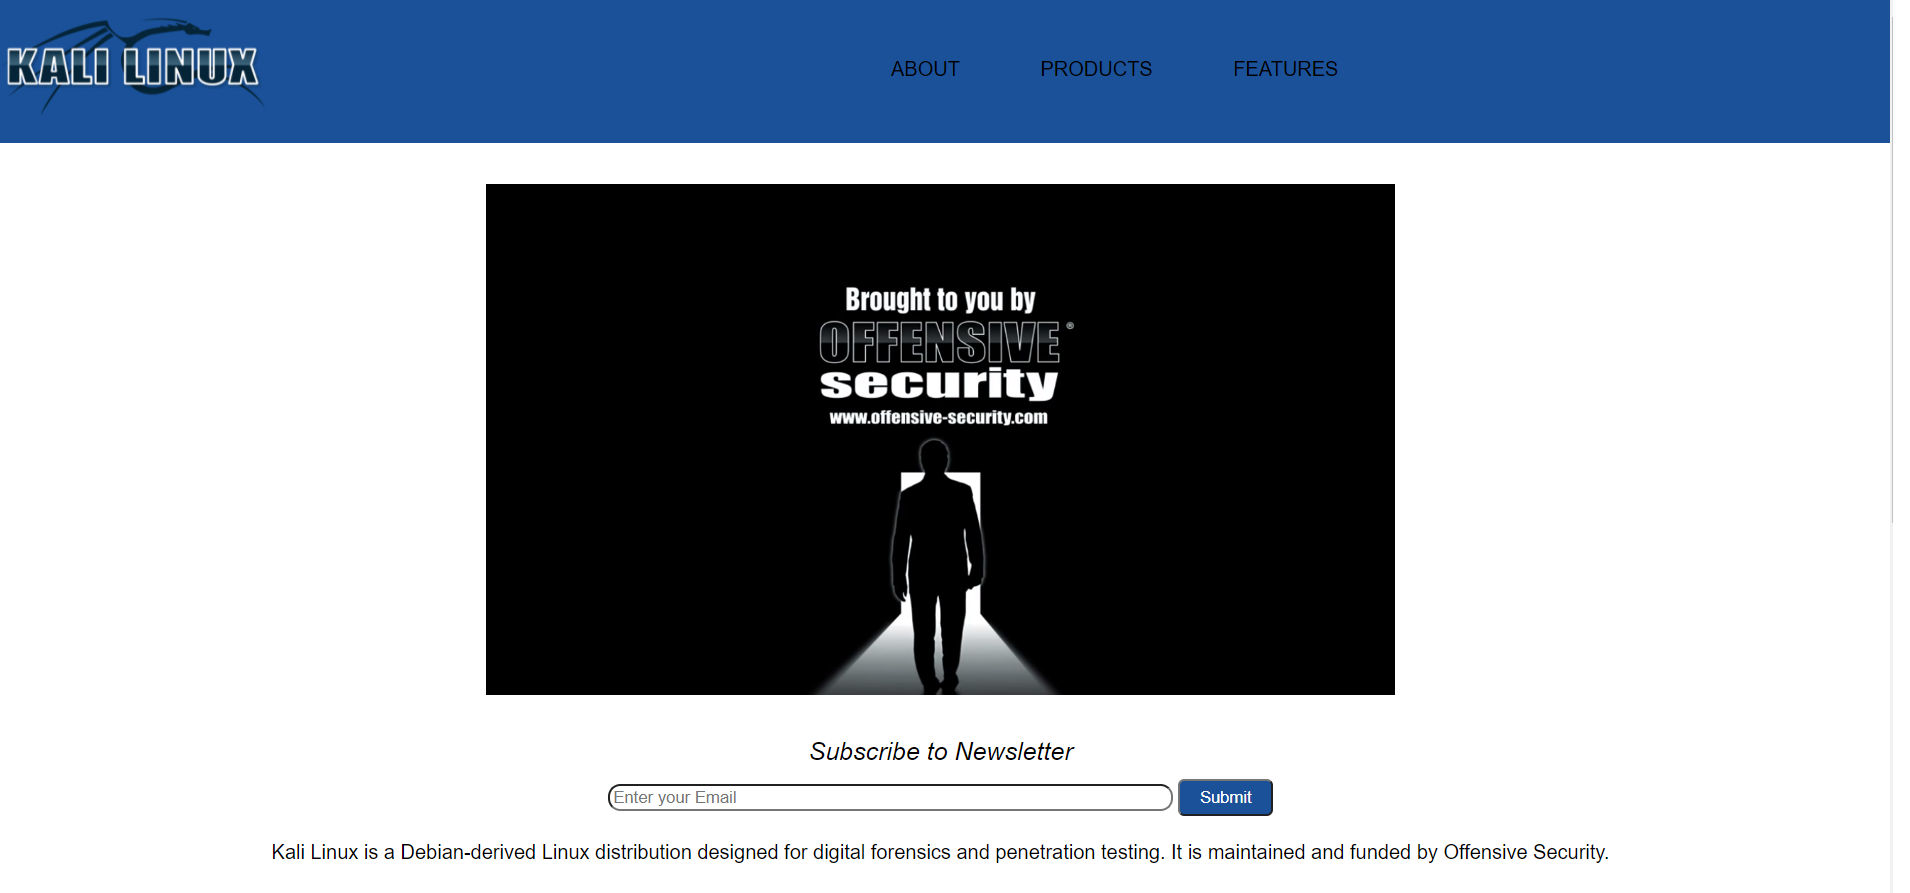 KALI LINUX
ABOUT PRODUCTS FEATURES
Brought to you by
OFFENSIVE ®
security
www.offensive-security.com
Subscribe to Newsletter
Enter your Email Submit
Kali Linux is a Debian-derived Linux distribution designed for digital forensics and penetration testing. It is maintained and funded by Offensive Security.